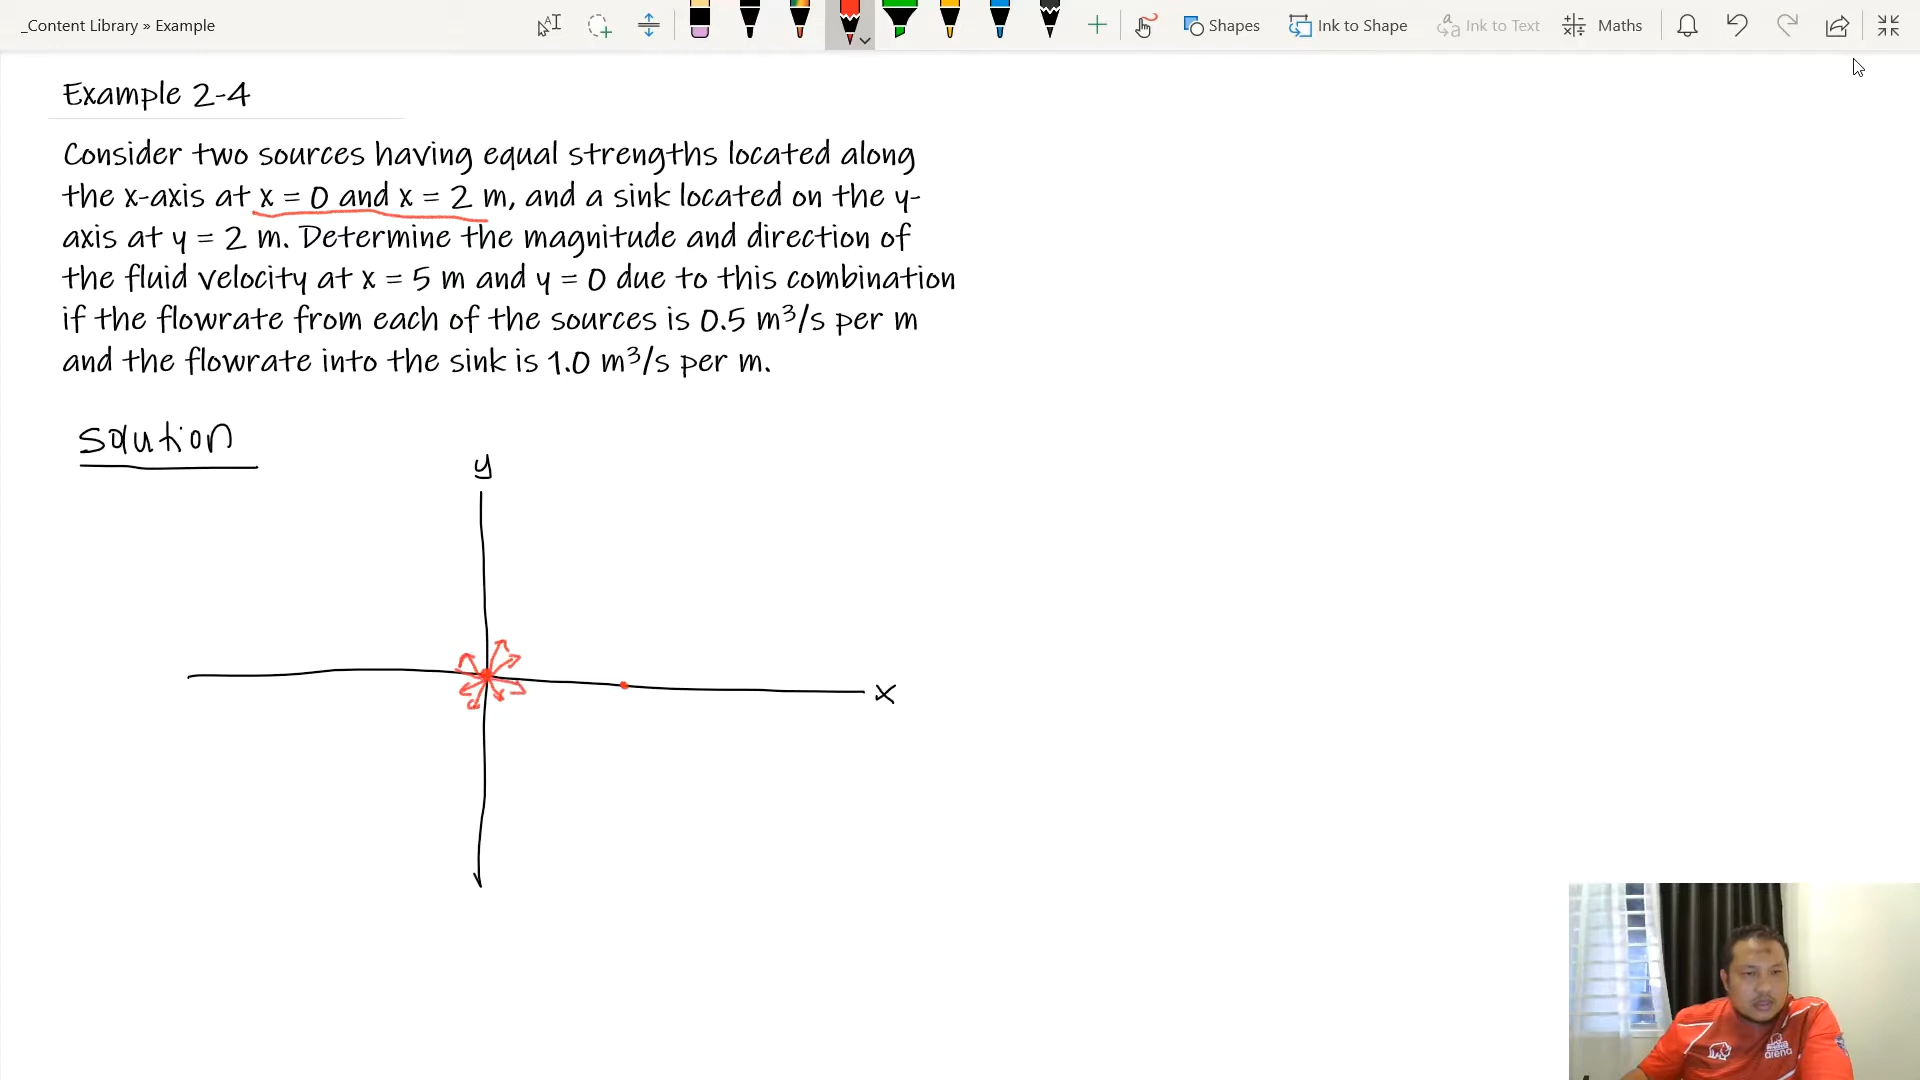 _Content Library » Example
Shapes
Ink to Shape
Ink to Text
Maths
Example 2-4
Consider two sources having equal strengths located along
the x-axis at x = 0 and x = 2 m, and a sink located on the y-
axis at y = 2 m. Determine the magnitude and direction of
the fluid velocity at x = 5 m and y = 0 due to this combination
if the flowrate from each of the sources is 0.5 m³/s per m
and the flowrate into the sink is 1.0 m³/s per m.
Solution
y
x
arena